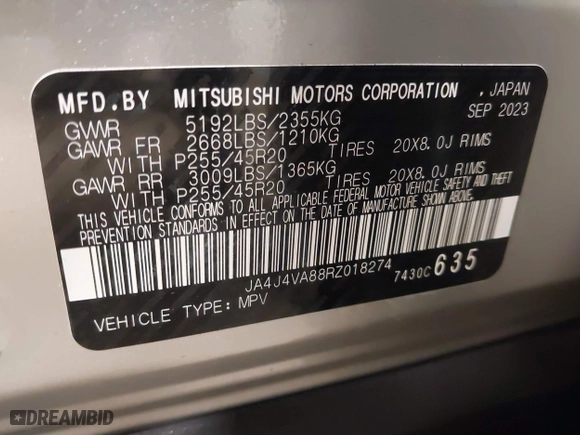 MFD.BY MITSUBISHI MOTORS CORPORATION .JAPAN
SEP 2023
GVWR 5192LBS/2355KG
GAWR FR 2668LBS/1210KG
WITH P255/45R20 TIRES 20X8.0J RIMS
GAWR RR 3009LBS/1365KG
WITH P255/45R20 TIRES 20X8.0J RIMS
THIS VEHICLE CONFORMS TO ALL APPLICABLE FEDERAL MOTOR VEHICLE SAFETY AND THEFT
PREVENTION STANDARDS IN EFFECT ON THE DATE OF MANUFACTURE SHOWN ABOVE.
JA4J4VA88RZ018274
7430C 635
VEHICLE TYPE: MPV
DREAMBID